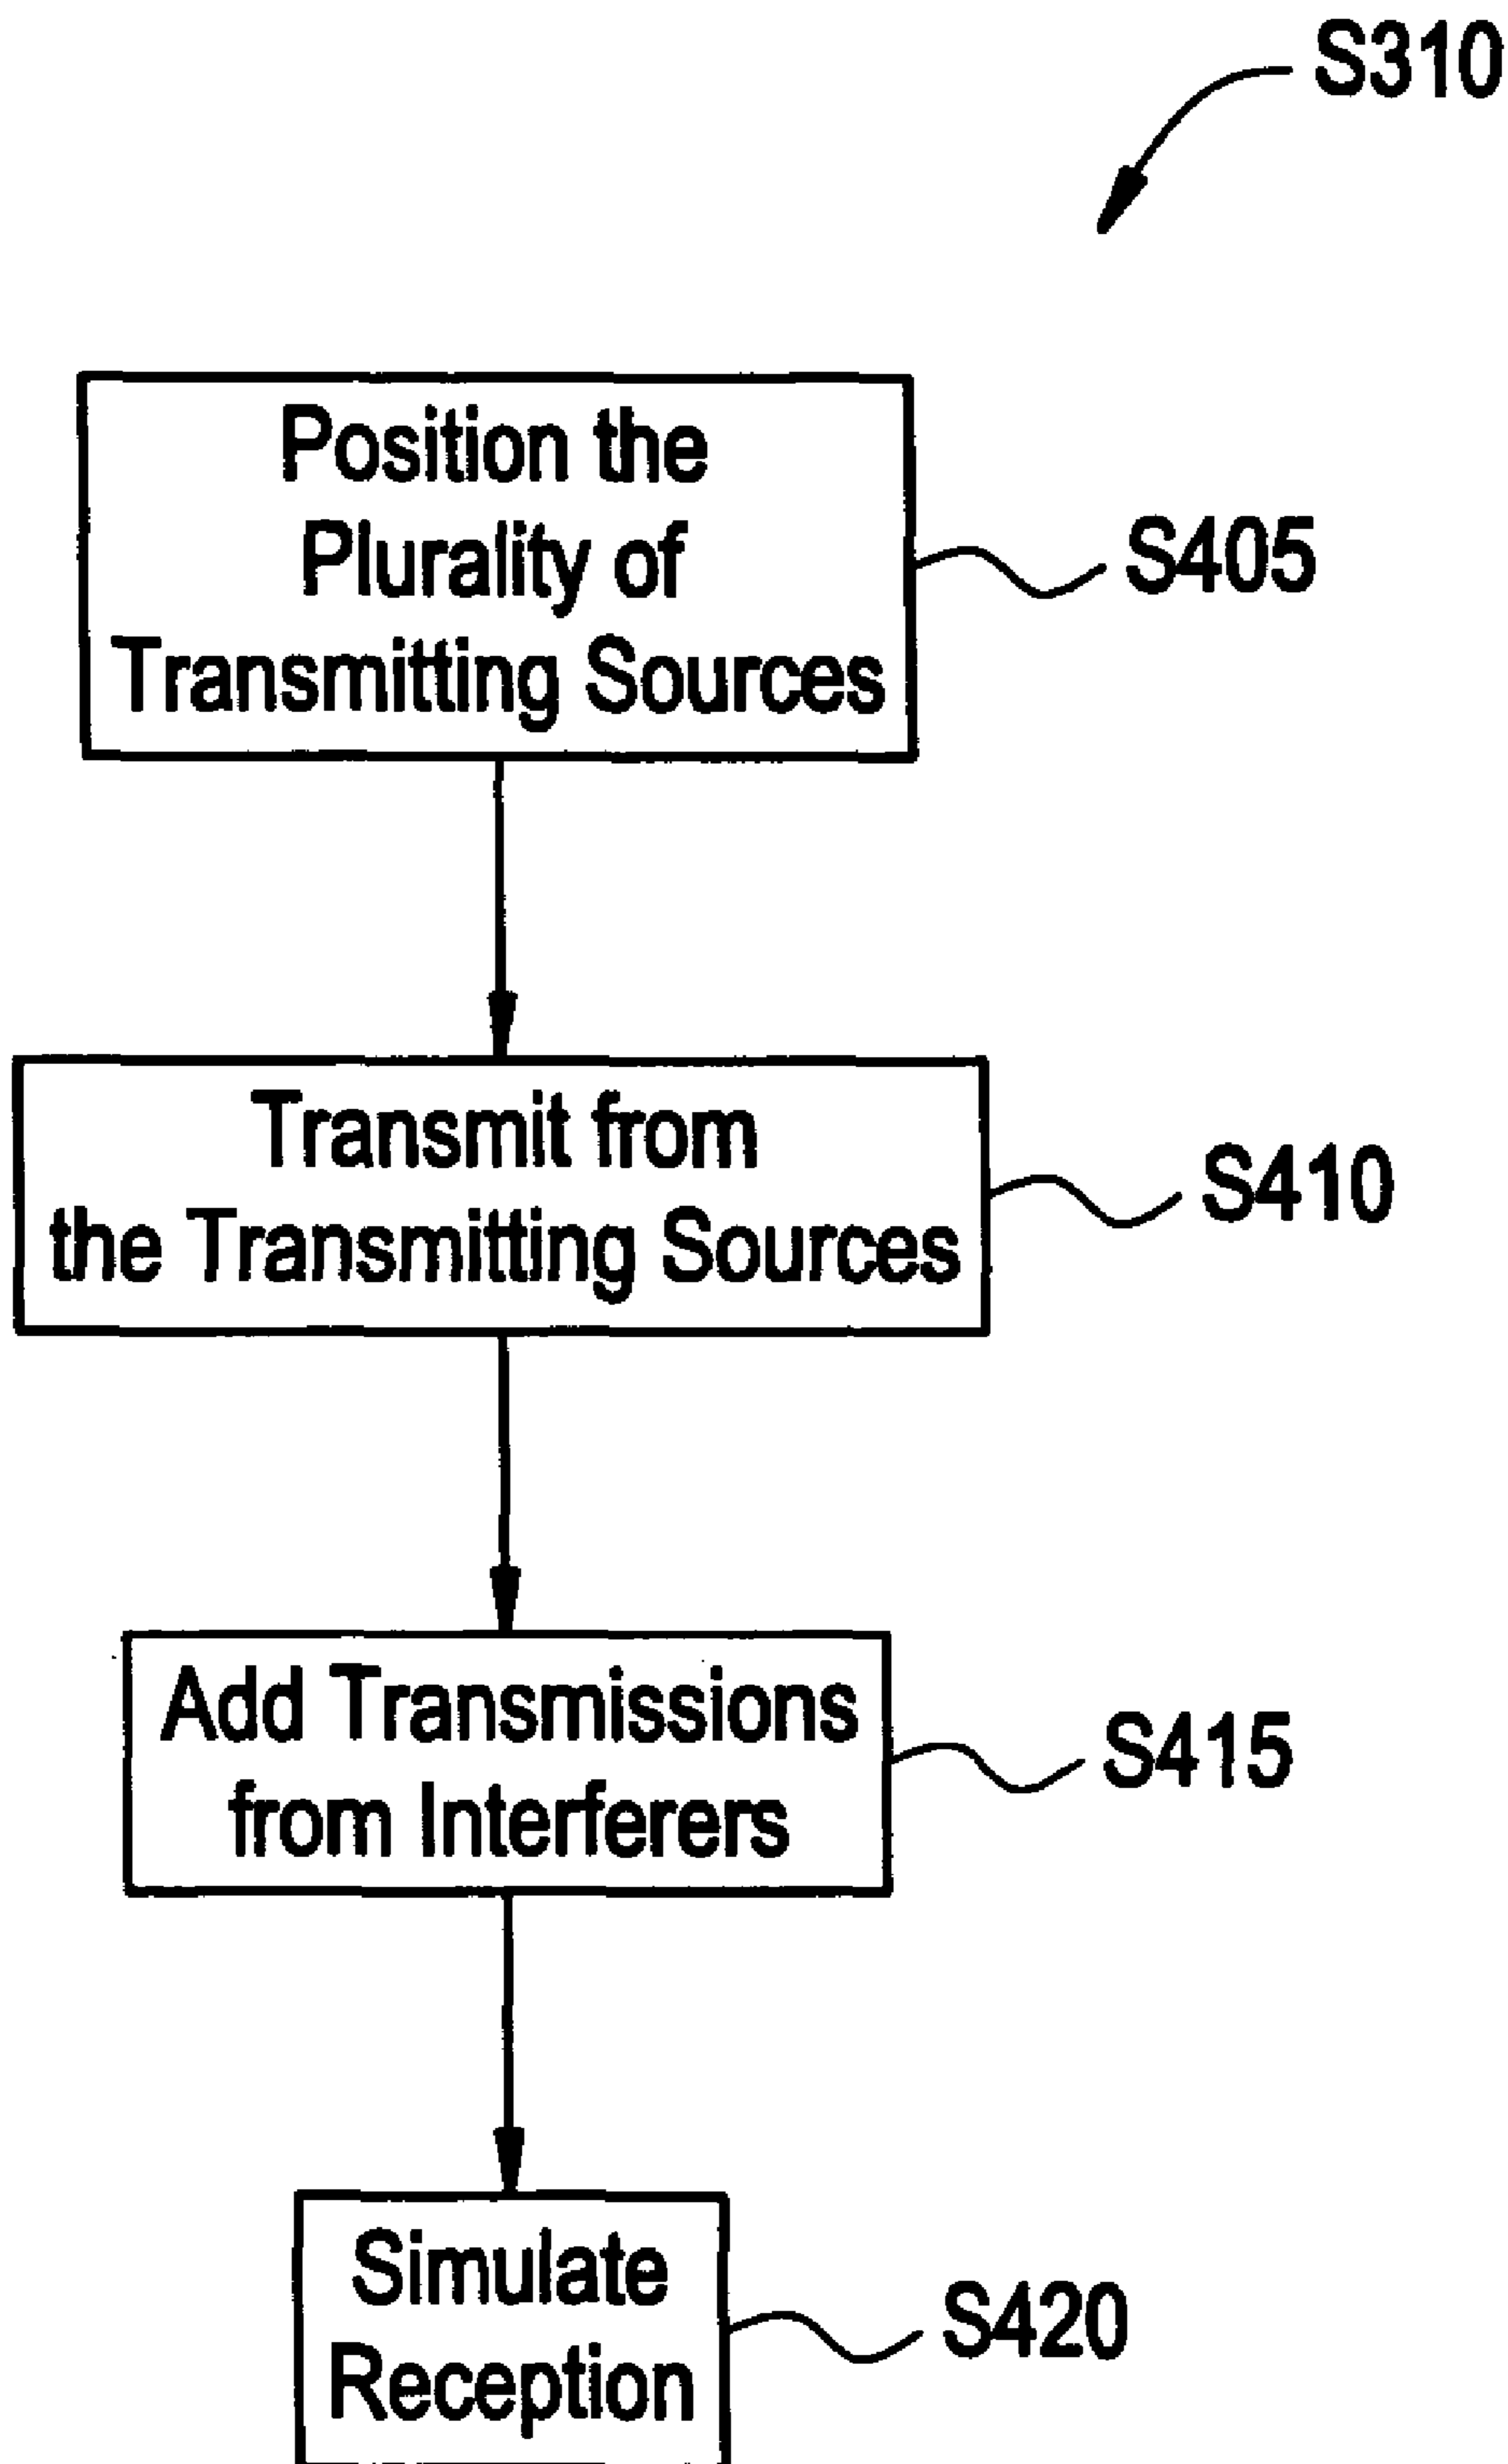 S310
Position the
Plurality of
Transmitting Sources
S405
Transmit from
the Transmitting Sources
S410
Add Transmissions
from Interferers
S415
Simulate
Reception
S420